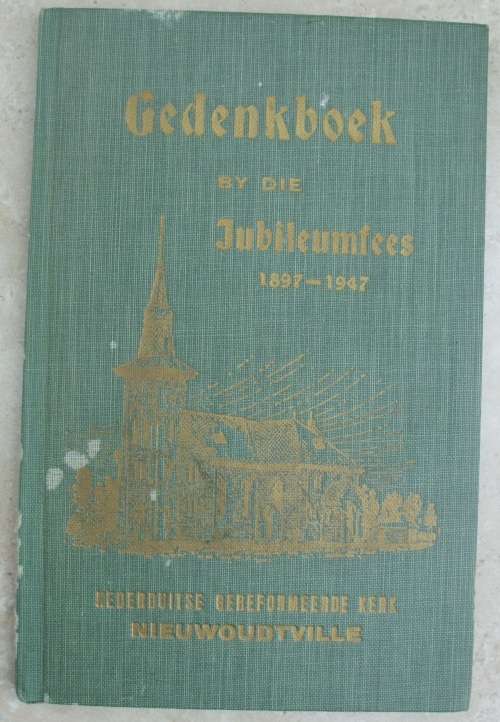 Gedenkboek
BY DIE
Jubileumfees
1897-1947
NEDERDUITSE GEREFORMEERDE KERK
NIEUWOUDTVILLE